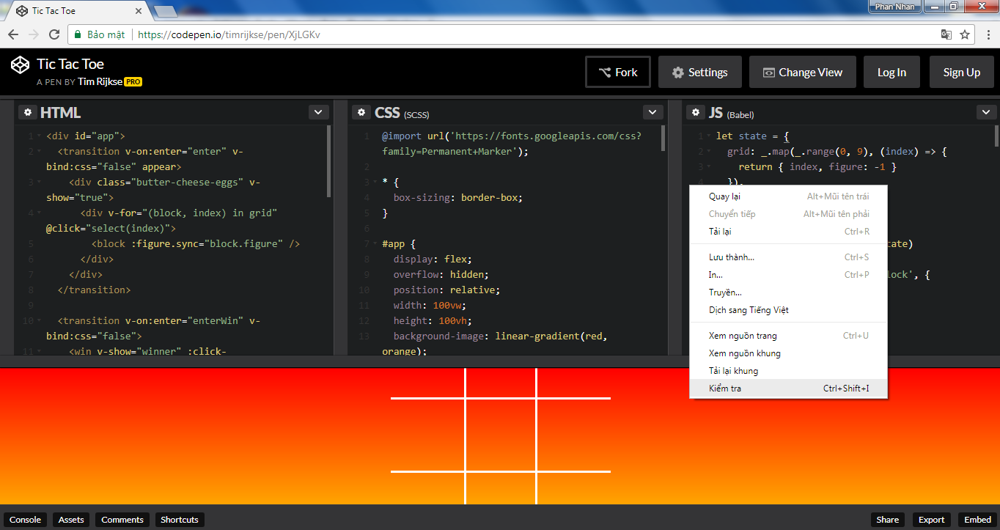 Tic Tac Toe
Phan Nhan
Bảo mật
https://codepen.io/timrijkse/pen/XjLGKv
Tic Tac Toe
A PEN BY Tim Rijkse PRO
Fork
Settings
Change View
Log In
Sign Up
HTML
1 <div id="app">
2 <transition v-on:enter="enter" v-
bind:css="false" appear>
3 <div class="butter-cheese-eggs" v-
show="true">
4 <div v-for="(block, index) in grid"
@click="select(index)">
5 <block :figure.sync="block.figure" />
6 </div>
7 </div>
8 </transition>
9
10 <transition v-on:enter="enterWin" v-
bind:css="false">
11 <win v-show="winner" :click-
CSS (SCSS)
1 @import url('https://fonts.googleapis.com/css?
family=Permanent+Marker');
2
3 * {
4 box-sizing: border-box;
5 }
6
7 #app {
8 display: flex;
9 overflow: hidden;
10 position: relative;
11 width: 100vw;
12 height: 100vh;
13 background-image: linear-gradient(red,
orange);
JS (Babel)
1 let state = {
2 grid: _.map(_.range(0, 9), (index) => {
3 return { index, figure: -1 }
4 }),
ate)
lock', {
Quay lại Alt+Mũi tên trái
Chuyển tiếp Alt+Mũi tên phải
Tải lại Ctrl+R
Lưu thành... Ctrl+S
In... Ctrl+P
Truyền...
Dịch sang Tiếng Việt
Xem nguồn trang Ctrl+U
Xem nguồn khung
Tải lại khung
Kiểm tra Ctrl+Shift+I
Console
Assets
Comments
Shortcuts
Share
Export
Embed